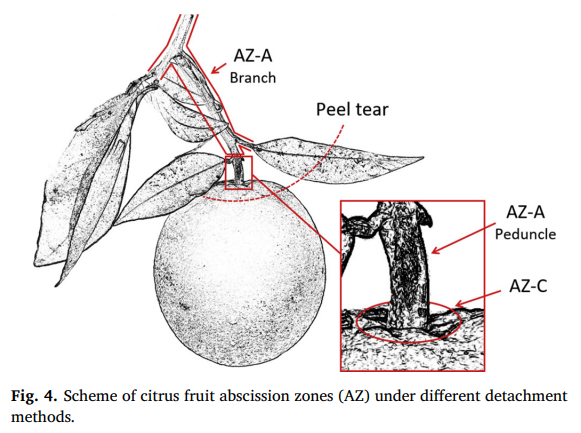 AZ-A
Branch
Peel tear
AZ-A
Peduncle
AZ-C
Fig. 4. Scheme of citrus fruit abscission zones (AZ) under different detachment
methods.